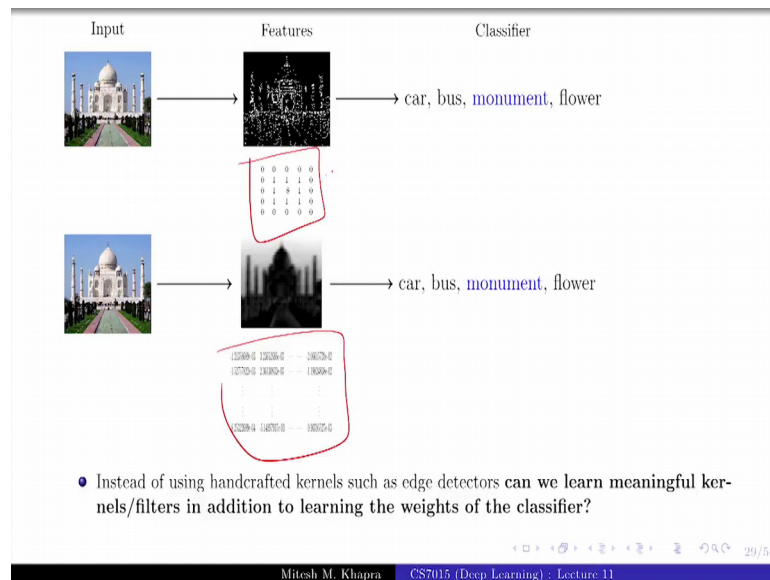 Input Features Classifier
car, bus, monument, flower
0 0 0 0 0
0 1 1 1 0
0 1 8 1 0
0 1 1 1 0
0 0 0 0 0
car, bus, monument, flower
Instead of using handcrafted kernels such as edge detectors can we learn meaningful ker-
nels/filters in addition to learning the weights of the classifier?
Mitesh M. Khapra CS7015 (Deep Learning) : Lecture 11